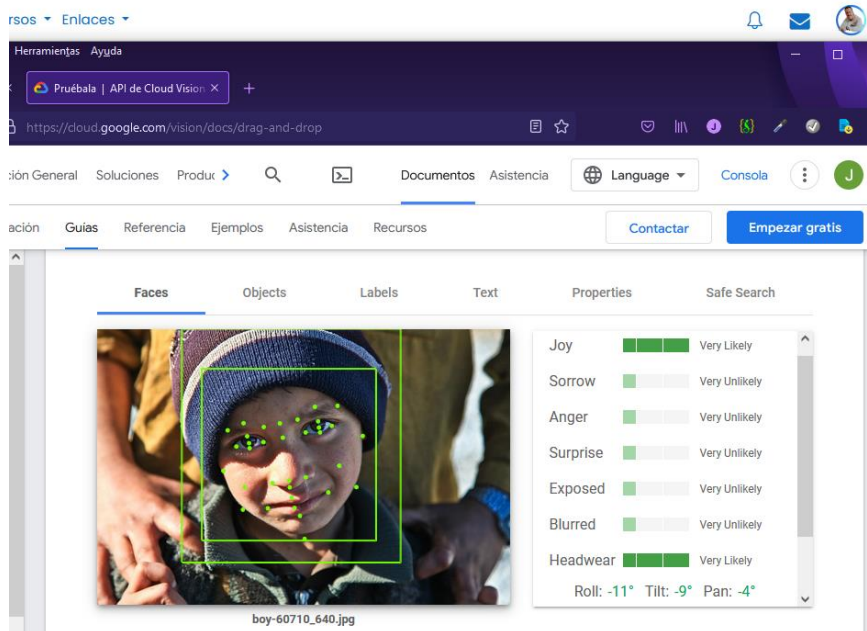 rsos Enlaces
Herramientas Ayuda
Pruébala | API de Cloud Vision
https://cloud.google.com/vision/docs/drag-and-drop
ción General Soluciones Produc Documentos Asistencia Language Consola J
ación Guías Referencia Ejemplos Asistencia Recursos Contactar Empezar gratis
Faces Objects Labels Text Properties Safe Search
Joy Very Likely
Sorrow Very Unlikely
Anger Very Unlikely
Surprise Very Unlikely
Exposed Very Unlikely
Blurred Very Unlikely
Headwear Very Likely
Roll: -11° Tilt: -9° Pan: -4°
boy-60710_640.jpg